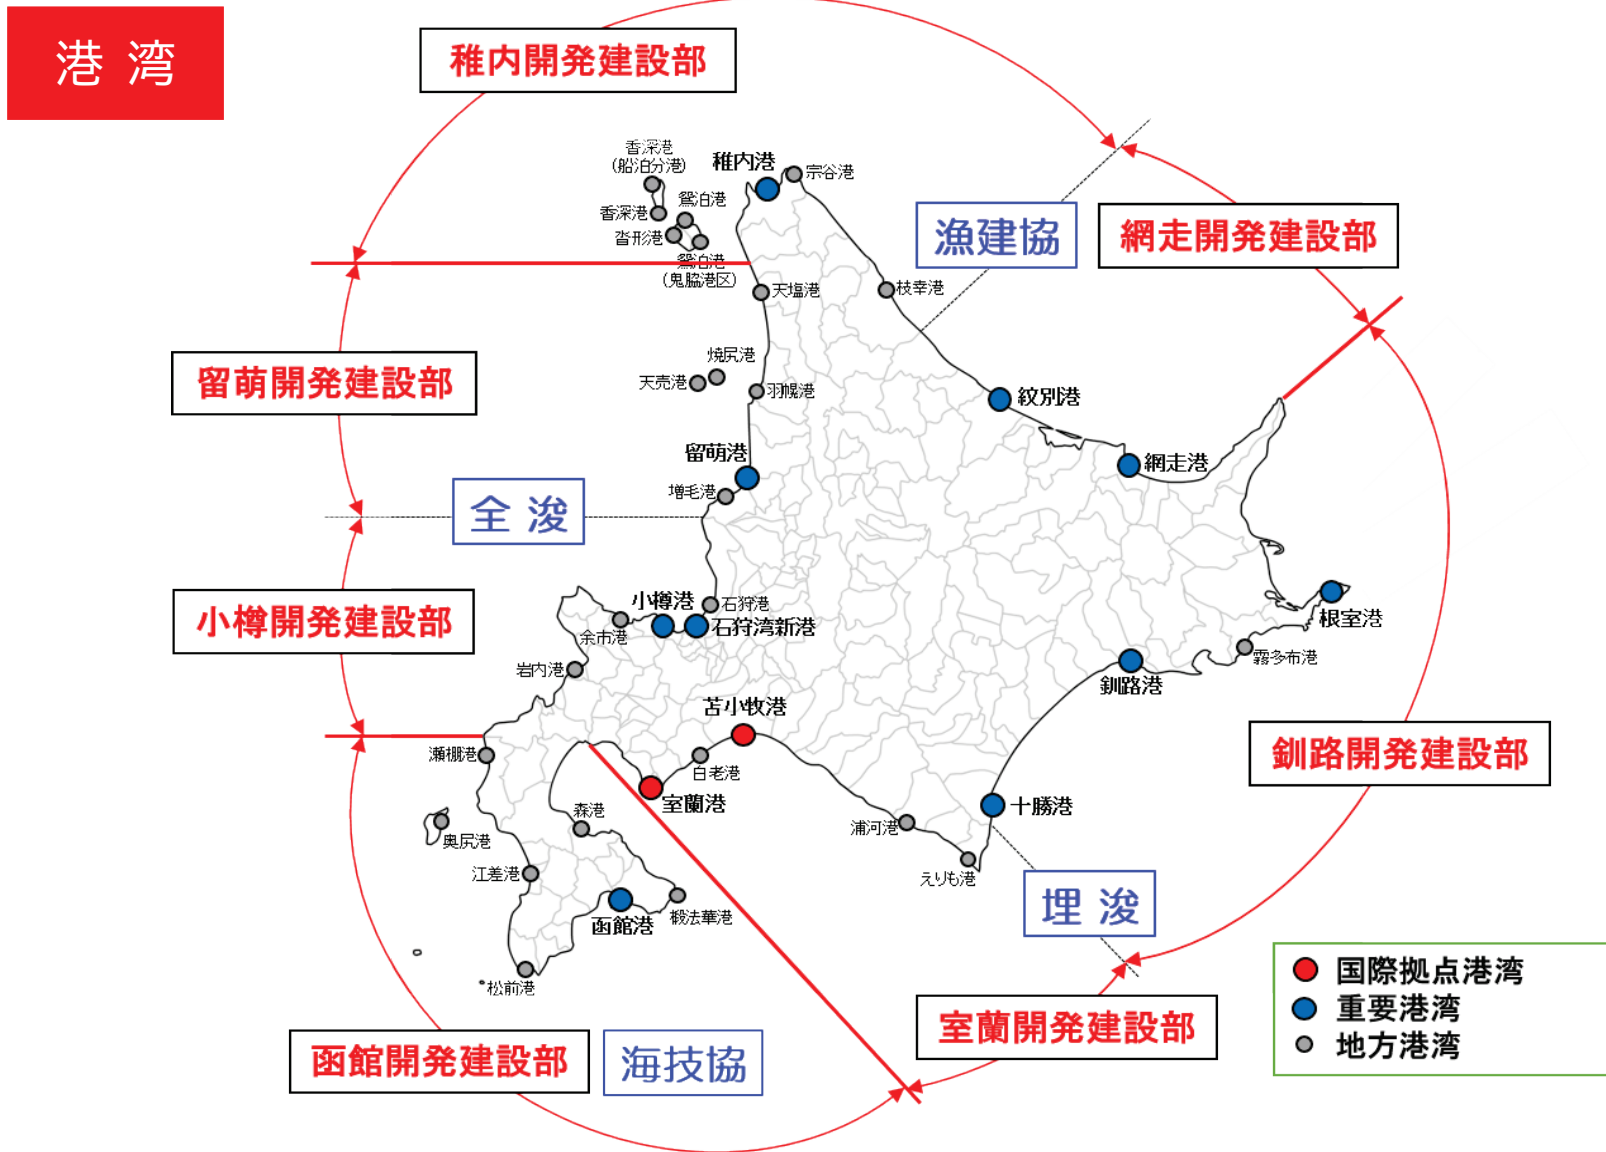 港湾
稚内開発建設部
香深港
(船泊分港)
稚内港
宗谷港
鴛泊港
香深港
沓形港
漁建協
網走開発建設部
鴛泊港
(鬼脇港区)
天塩港
枝幸港
焼尻港
天売港
羽幌港
留萌開発建設部
紋別港
留萌港
網走港
増毛港
全浚
小樽港
石狩港
小樽開発建設部
石狩湾新港
余市港
根室港
岩内港
霧多布港
釧路港
苫小牧港
瀬棚港
白老港
釧路開発建設部
室蘭港
十勝港
森港
浦河港
奥尻港
江差港
えりも港
埋浚
函館港
椴法華港
松前港
国際拠点港湾
重要港湾
地方港湾
室蘭開発建設部
函館開発建設部
海技協